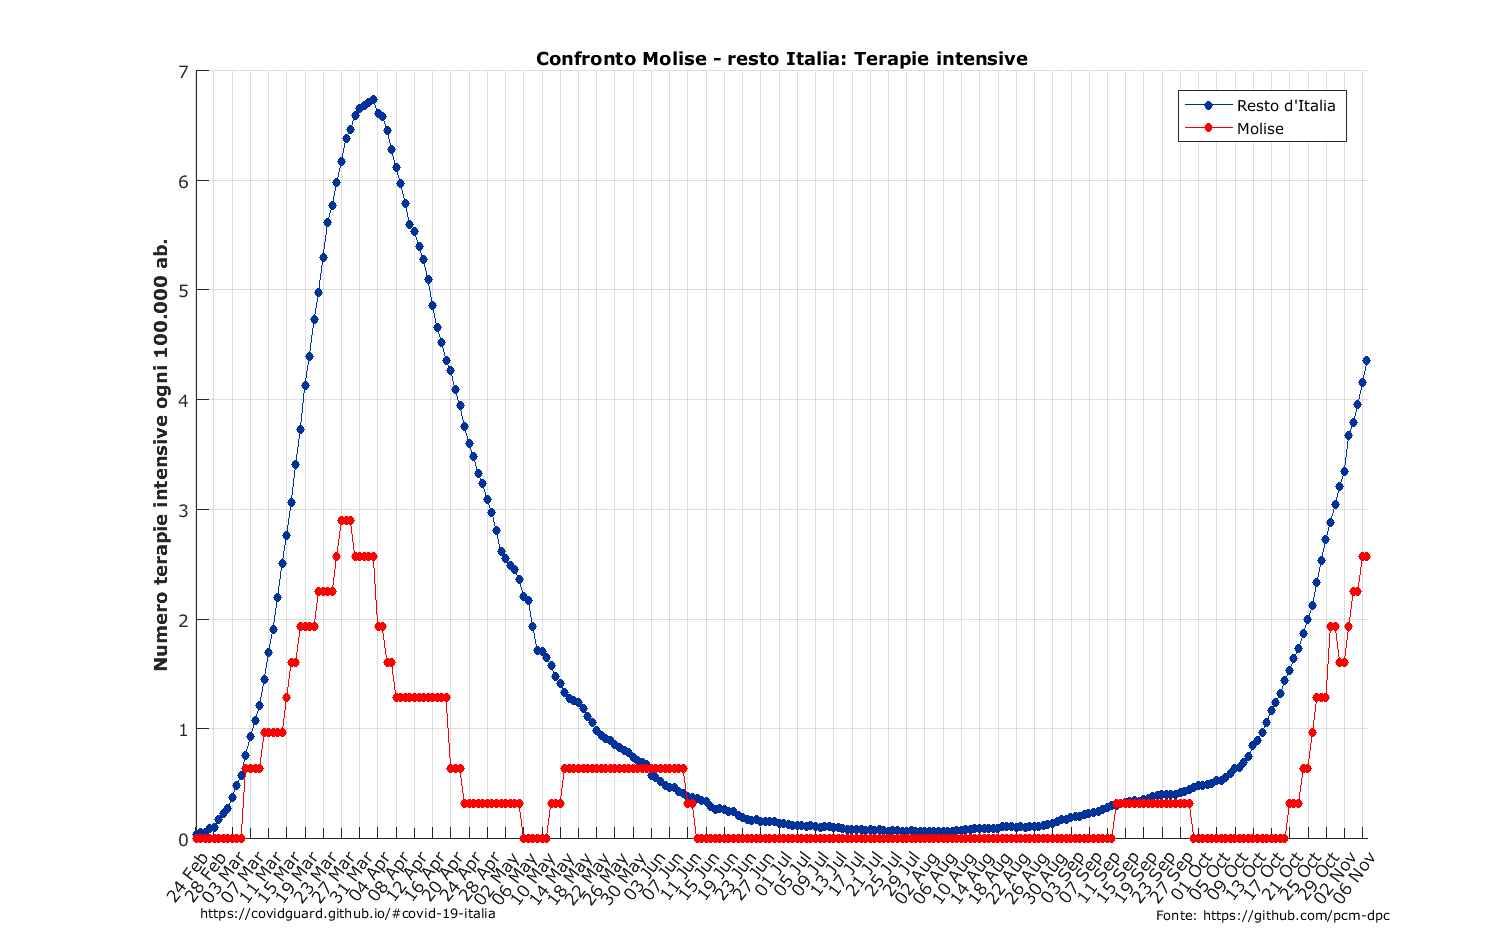 Confronto Molise - resto Italia: Terapie intensive
Resto d'Italia
Molise
Numero terapie intensive ogni 100.000 ab.
7
6
5
4
3
2
1
0
24 Feb
28 Feb
03 Mar
07 Mar
11 Mar
15 Mar
19 Mar
23 Mar
27 Mar
31 Mar
04 Apr
08 Apr
12 Apr
16 Apr
20 Apr
24 Apr
28 Apr
02 May
06 May
10 May
14 May
18 May
22 May
26 May
30 May
03 Jun
07 Jun
11 Jun
15 Jun
19 Jun
23 Jun
27 Jun
01 Jul
05 Jul
09 Jul
13 Jul
17 Jul
21 Jul
25 Jul
29 Jul
02 Aug
06 Aug
10 Aug
14 Aug
18 Aug
22 Aug
26 Aug
30 Aug
03 Sep
07 Sep
11 Sep
15 Sep
19 Sep
23 Sep
27 Sep
01 Oct
05 Oct
09 Oct
13 Oct
17 Oct
21 Oct
25 Oct
29 Oct
02 Nov
06 Nov
https://covidguard.github.io/#covid-19-italia
Fonte: https://github.com/pcm-dpc